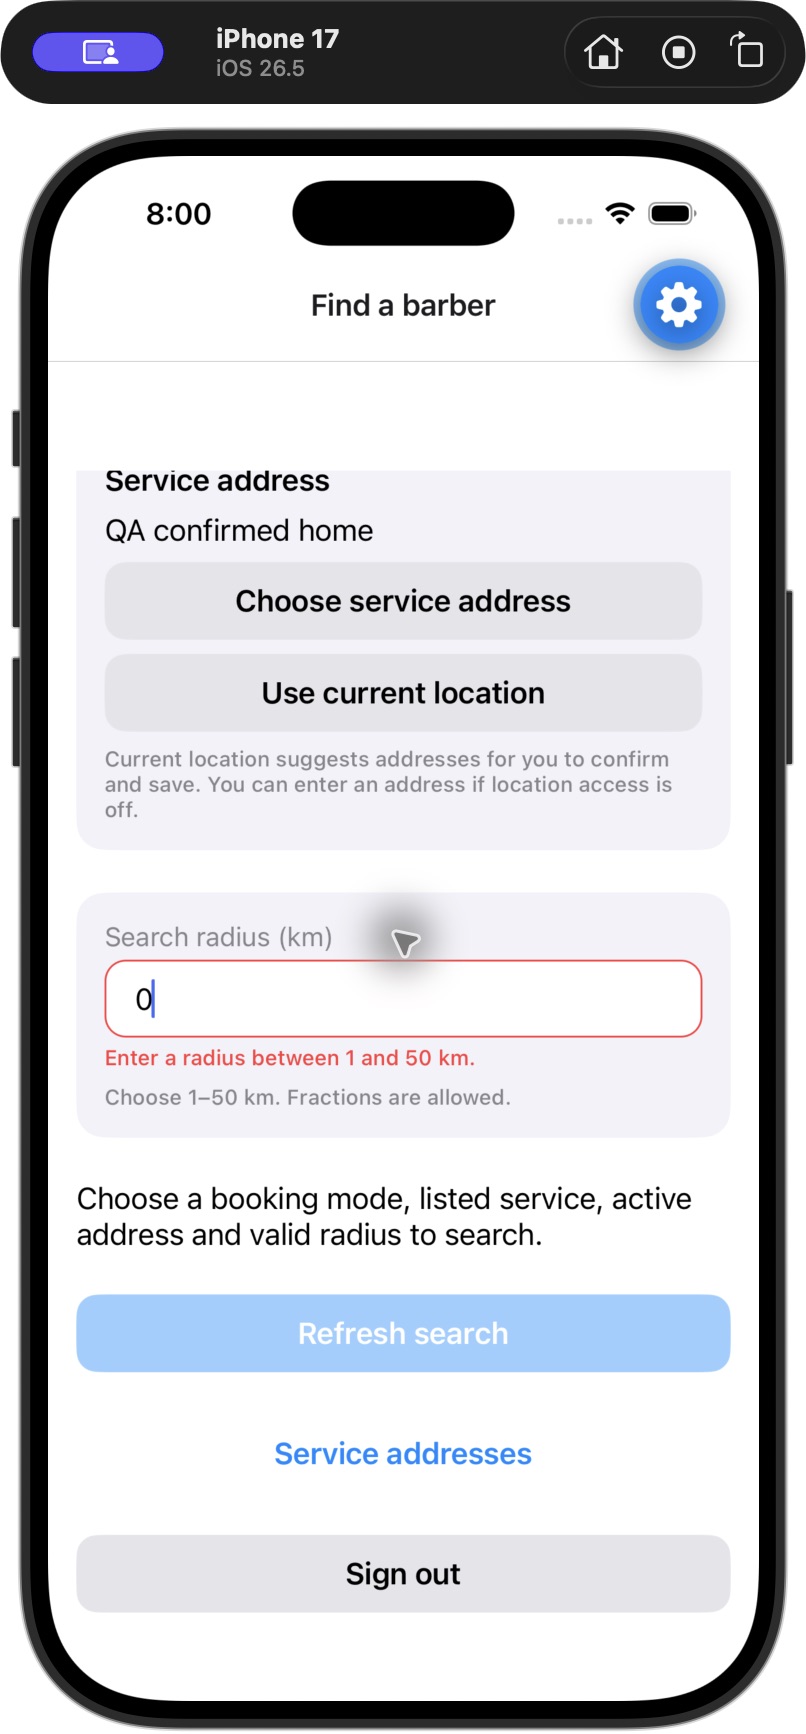 iPhone 17
iOS 26.5
8:00
Find a barber
Service address
QA confirmed home
Choose service address
Use current location
Current location suggests addresses for you to confirm
and save. You can enter an address if location access is
off.
Search radius (km)
0
Enter a radius between 1 and 50 km.
Choose 1–50 km. Fractions are allowed.
Choose a booking mode, listed service, active
address and valid radius to search.
Refresh search
Service addresses
Sign out